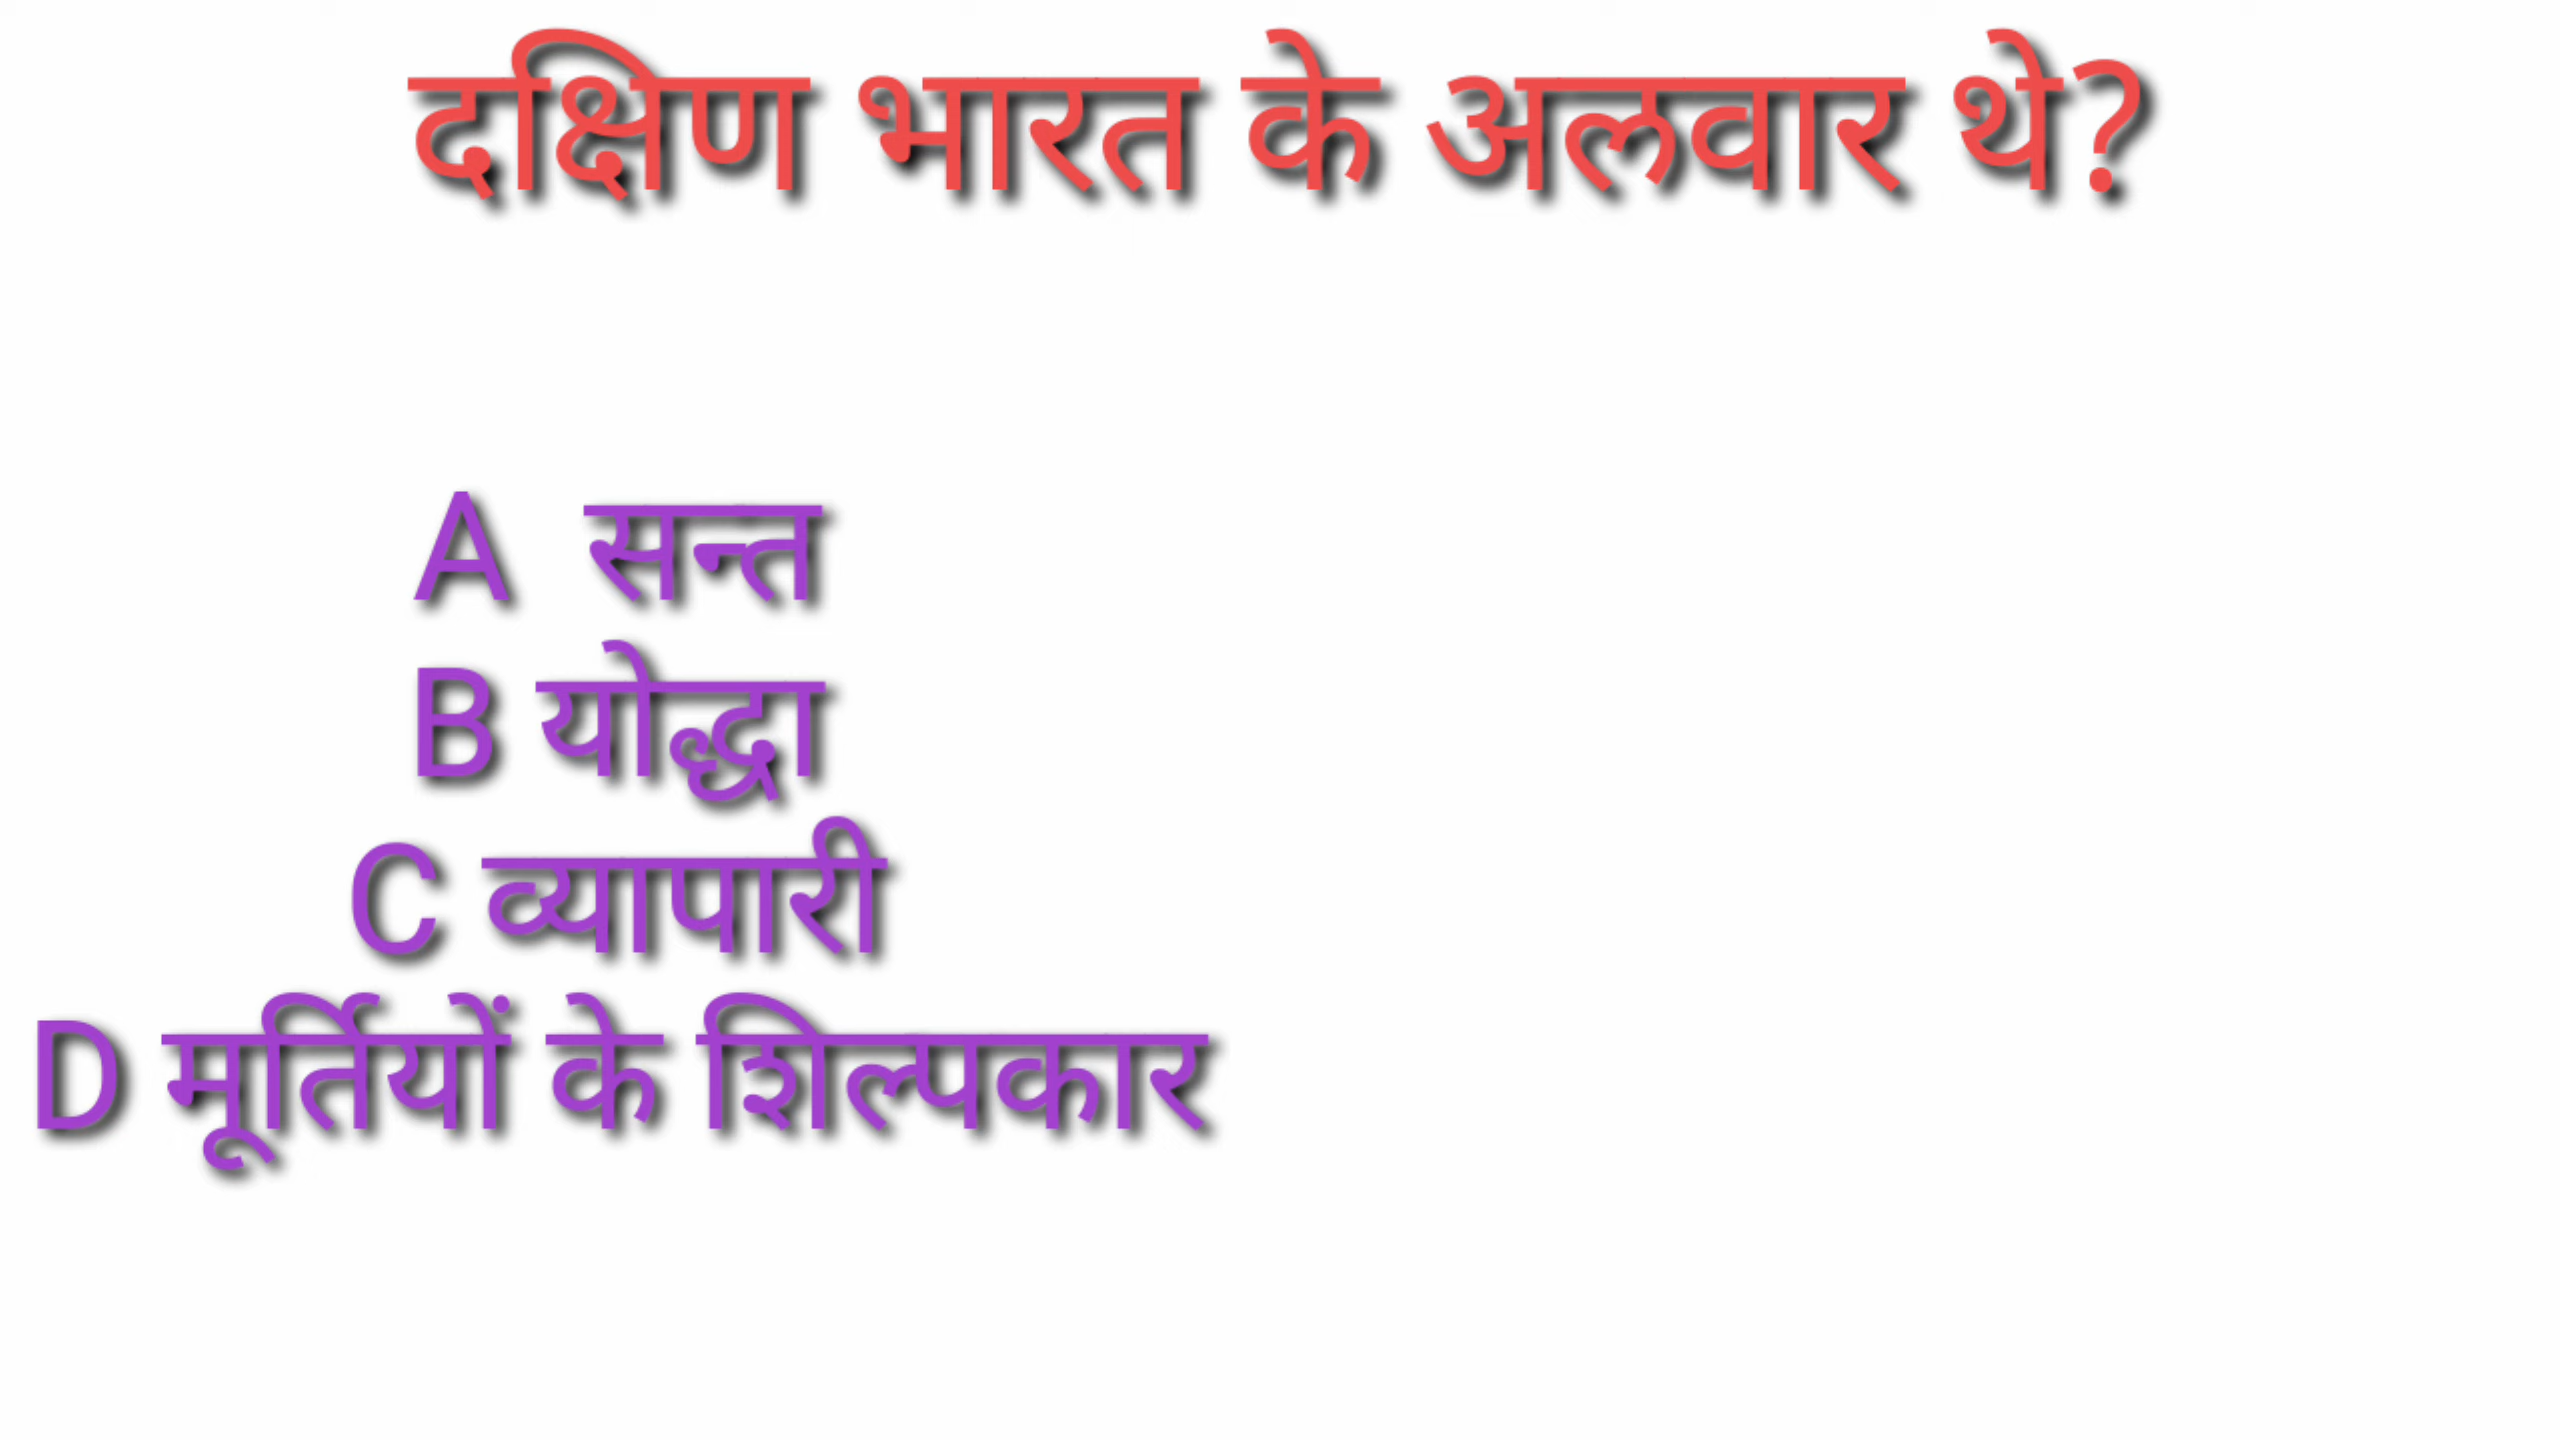 दक्षिण भारत के अलवार थे?
A सन्त
B योद्धा
C व्यापारी
D मूर्तियों के शिल्पकार